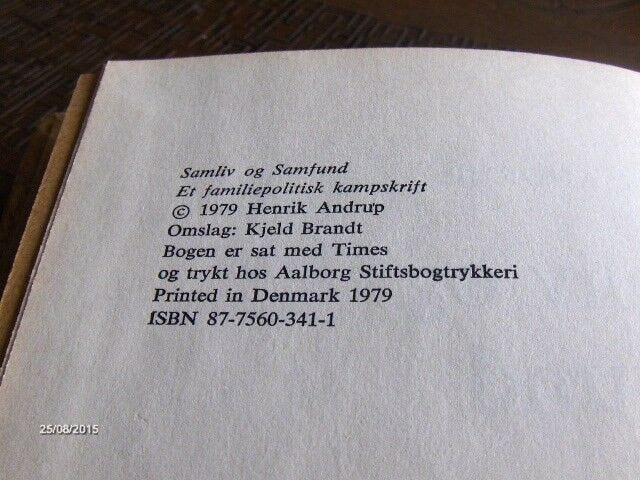 Samliv og Samfund
Et familiepolitisk kampskrift
© 1979 Henrik Andrup
Omslag: Kjeld Brandt
Bogen er sat med Times
og trykt hos Aalborg Stiftsbogtrykkeri
Printed in Denmark 1979
ISBN 87-7560-341-1
25/08/2015